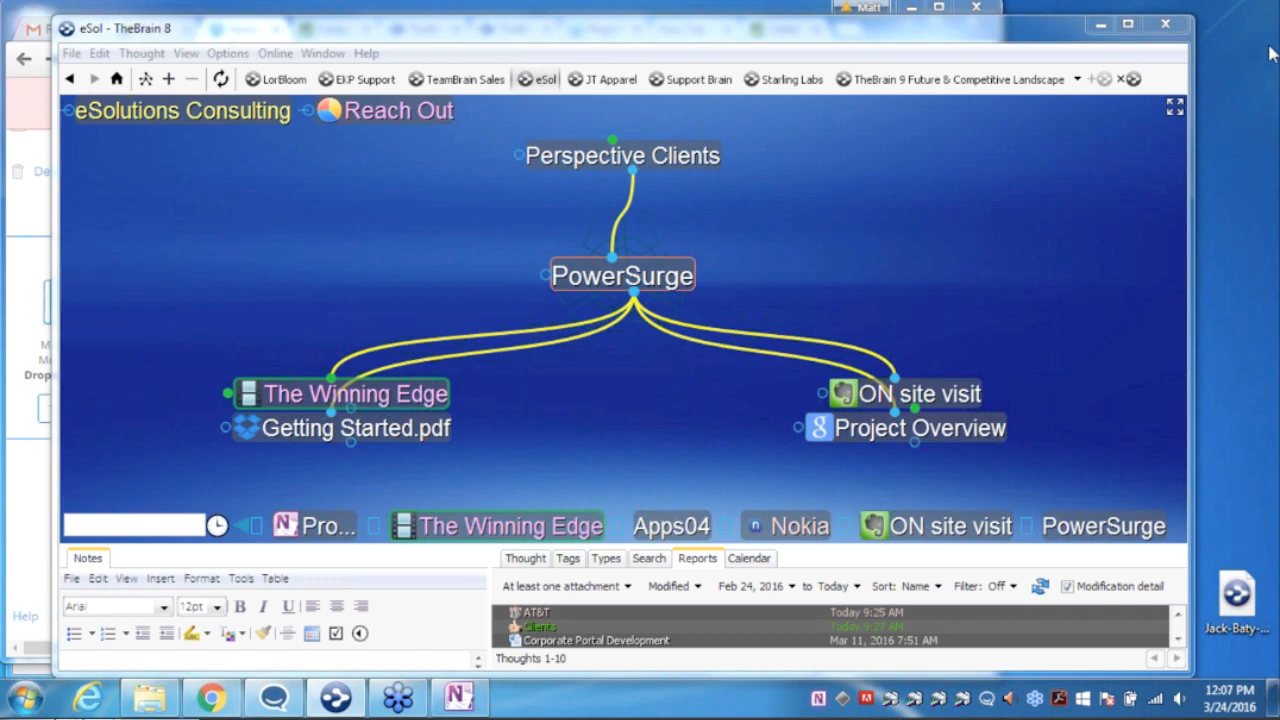 Matt
eSol - TheBrain 8
File Edit Thought View Options Online Window Help
LorBloom EKP Support TeamBrain Sales eSol JT Apparel Support Brain Starling Labs TheBrain 9 Future & Competitive Landscape
eSolutions Consulting Reach Out
Perspective Clients
De
PowerSurge
The Winning Edge ON site visit
Drop
Getting Started.pdf Project Overview
Pro... The Winning Edge Apps04 n Nokia ON site visit PowerSurge
Notes Thought Tags Types Search Reports Calendar
File Edit View Insert Format Tools Table
At least one attachment Modified Feb 24, 2016 to Today Sort: Name Filter: Off Modification detail
Arial 12pt B I U
AT&T Today 9:25 AM
Help
Clients Today 9:27 AM
Corporate Portal Development Mar 11, 2016 7:51 AM
Jack-Baty-...
Thoughts 1-10
12:07 PM
3/24/2016